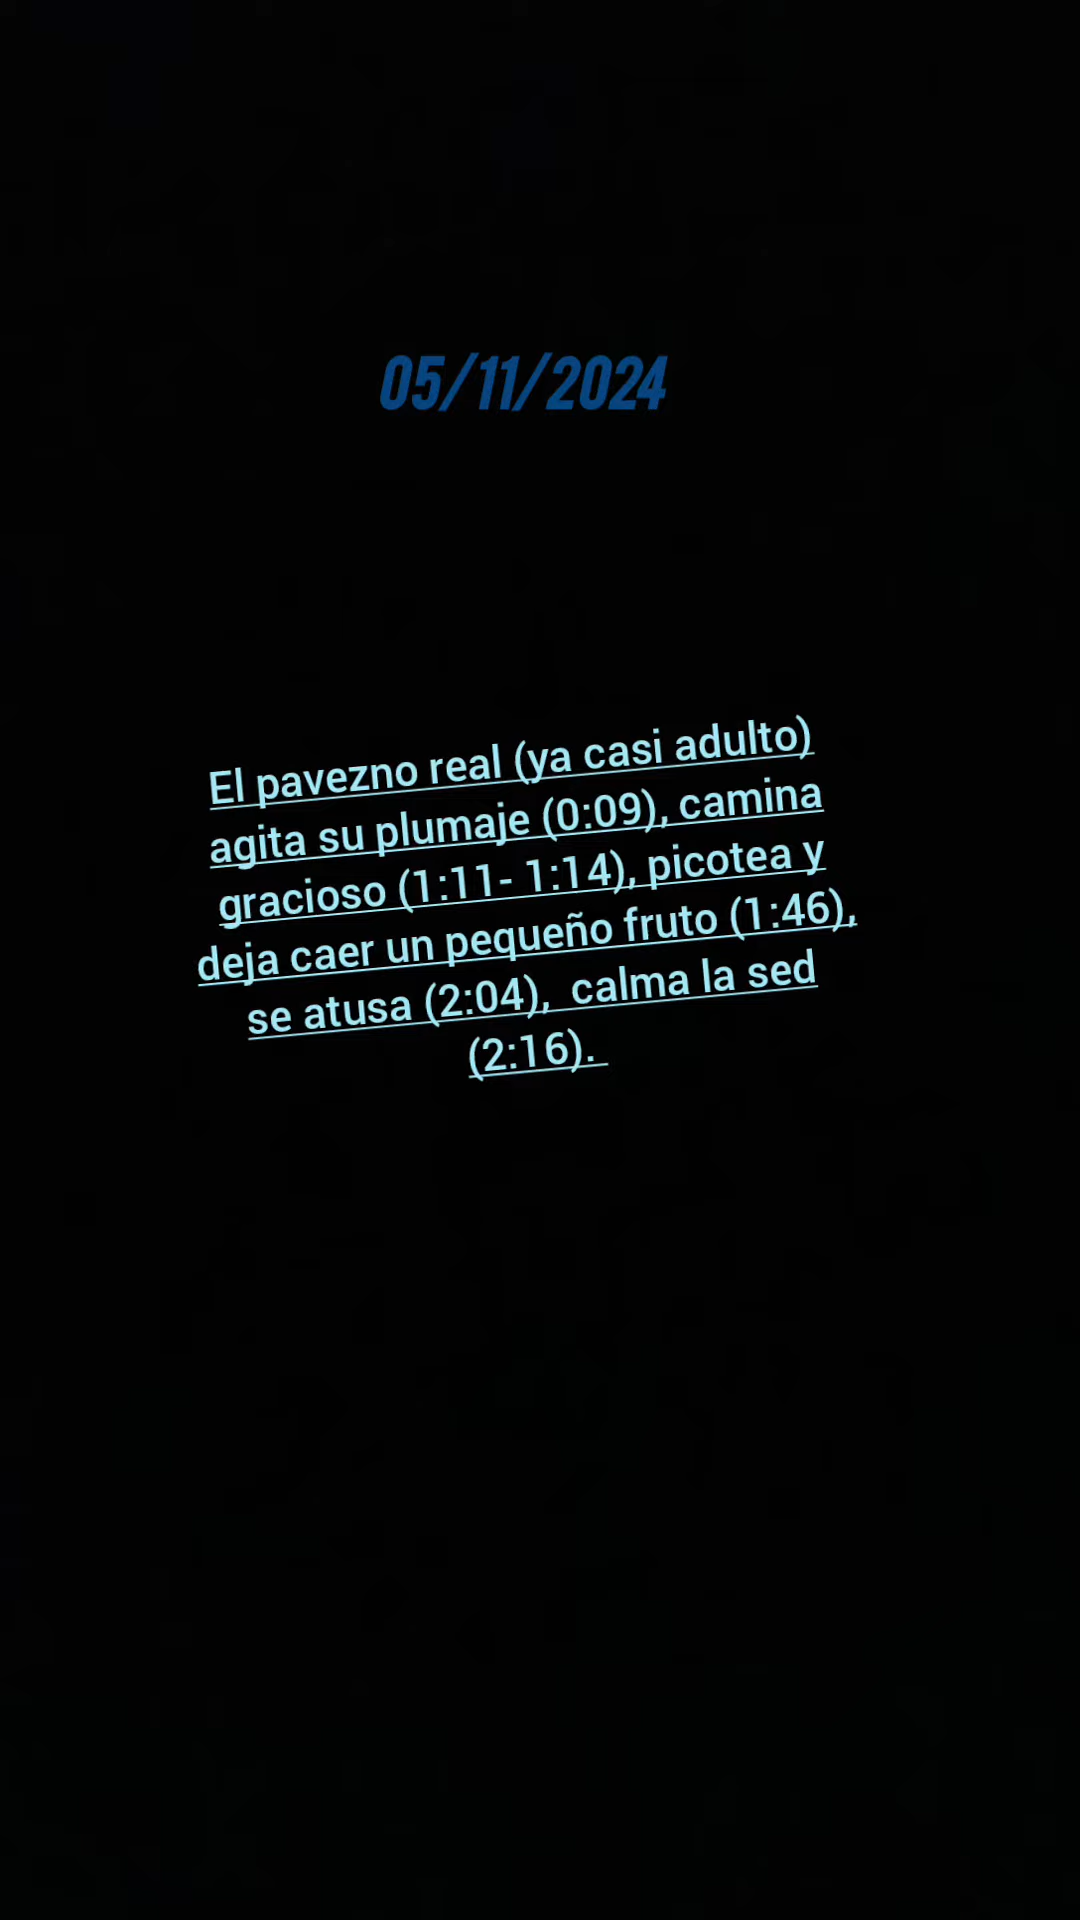 05/11/2024
El pavezno real (ya casi adulto)
agita su plumaje (0:09), camina
gracioso (1:11- 1:14), picotea y
deja caer un pequeño fruto (1:46),
se atusa (2:04),  calma la sed
(2:16).